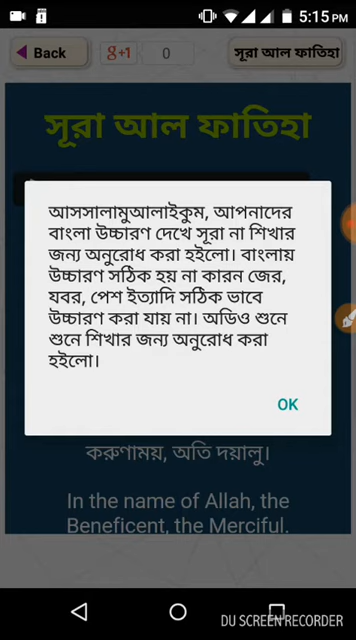 5:15 PM
Back
g+1
0
সূরা আল ফাতিহা
সূরা আল ফাতিহা
আসসালামুআলাইকুম, আপনাদের
বাংলা উচ্চারণ দেখে সূরা না শিখার
জন্য অনুরোধ করা হইলো। বাংলায়
উচ্চারণ সঠিক হয় না কারন জের,
যবর, পেশ ইত্যাদি সঠিক ভাবে
উচ্চারণ করা যায় না। অডিও শুনে
শুনে শিখার জন্য অনুরোধ করা
হইলো।
OK
করুণাময়, অতি দয়ালু।
In the name of Allah, the
Beneficent, the Merciful.
DU SCREEN RECORDER